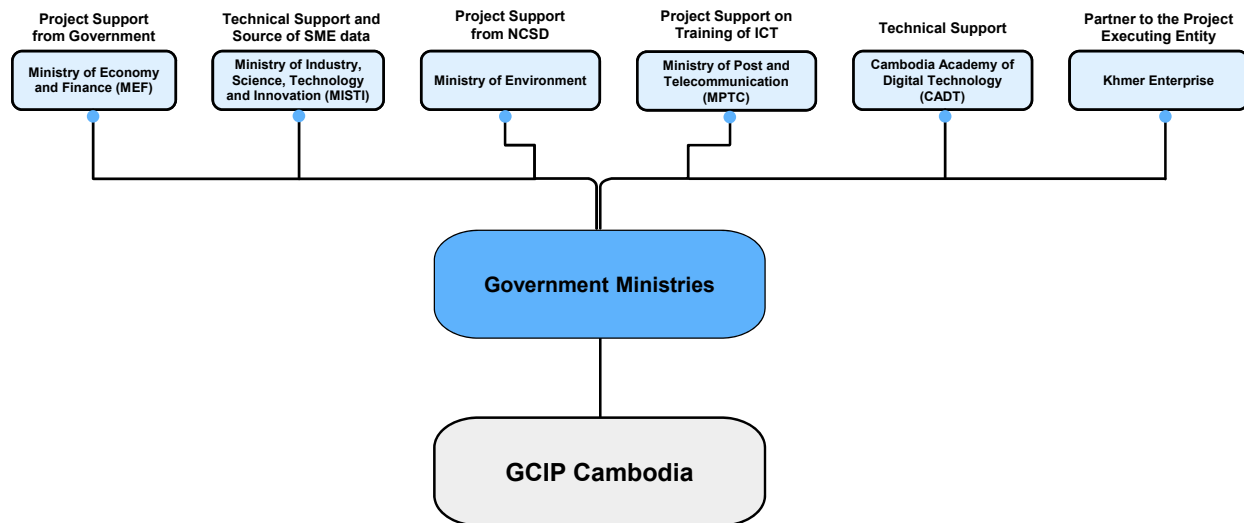 Project Support
from Government
Ministry of Economy
and Finance (MEF)
Technical Support and
Source of SME data
Ministry of Industry,
Science, Technology
and Innovation (MISTI)
Project Support
from NCSD
Ministry of Environment
Project Support on
Training of ICT
Ministry of Post and
Telecommunication
(MPTC)
Technical Support
Cambodia Academy of
Digital Technology
(CADT)
Partner to the Project
Executing Entity
Khmer Enterprise
Government Ministries
GCIP Cambodia